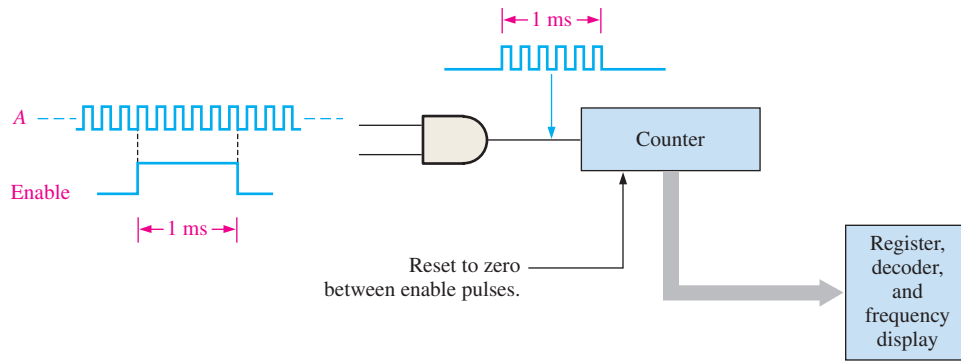 1 ms
A
Enable
1 ms
Counter
Reset to zero
between enable pulses.
Register,
decoder,
and
frequency
display